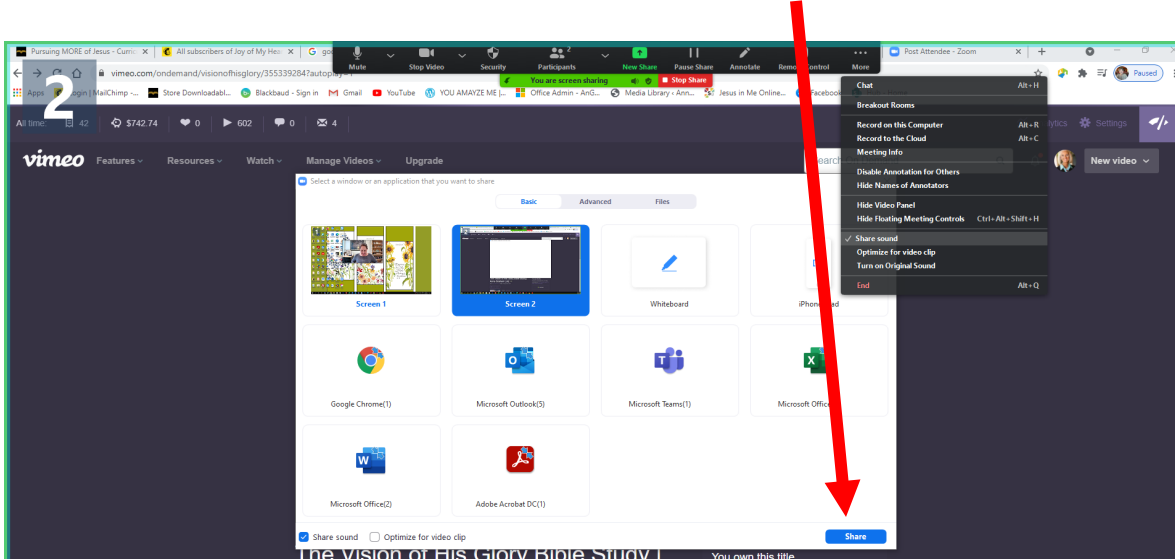 Pursuing MORE of Jesus - Curric
All subscribers of Joy of My Hea
Post Attendee - Zoom
2
Mute
Stop Video
Security
Participants
New Share
Pause Share
Annotate
More
You are screen sharing
Stop Share
vimeo.com/ondemand/visionofhisglory/355339284?autoplay=1
Paused
Apps
Login | MailChimp -...
Store Downloadabl...
Blackbaud - Sign in
Gmail
YouTube
YOU AMAYZE ME |...
Office Admin - AnG...
Media Library ‹ Ann...
Jesus in Me Online...
Facebook
2
All time:
42
$742.74
0
602
0
4
Settings
vimeo
Features
Resources
Watch
Manage Videos
Upgrade
New video
Chat Alt+H
Breakout Rooms
Record on this Computer Alt+R
Record to the Cloud Alt+C
Meeting Info
Disable Annotation for Others
Hide Names of Annotators
Hide Video Panel
Hide Floating Meeting Controls Ctrl+Alt+Shift+H
Share sound
Optimize for video clip
Turn on Original Sound
End Alt+Q
Select a window or an application that you want to share
Basic
Advanced
Files
Screen 1
Screen 2
Whiteboard
Google Chrome(1)
Microsoft Outlook(5)
Microsoft Teams(1)
Microsoft Office
Microsoft Office(2)
Adobe Acrobat DC(1)
Share sound
Optimize for video clip
Share
The Vision of His Glory Bible Study |
You own this title